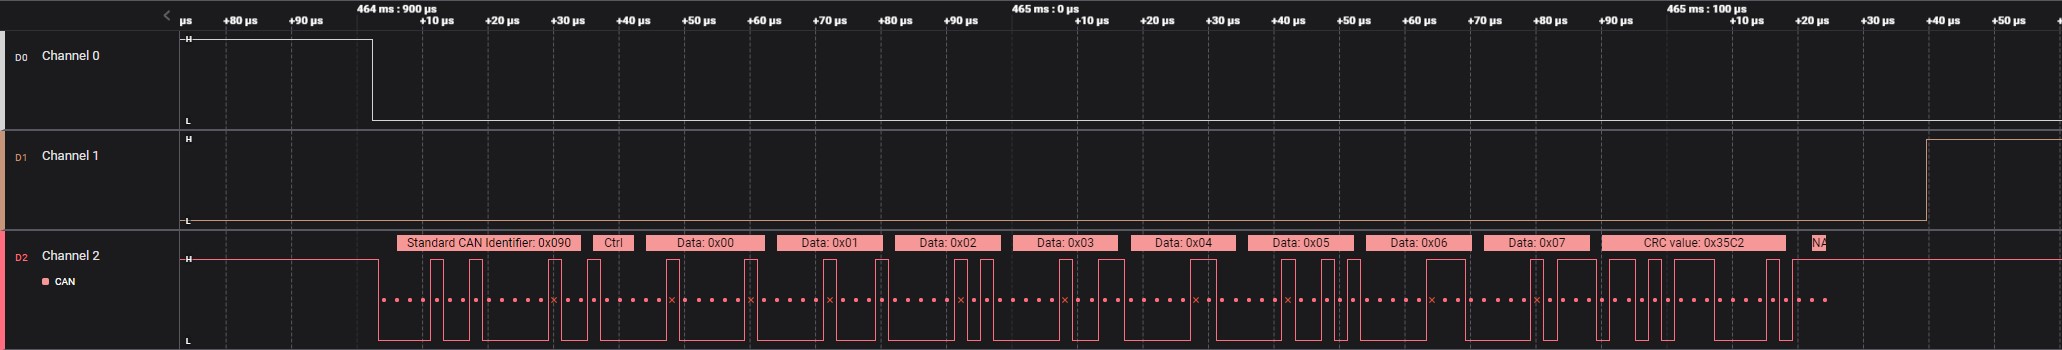 464 ms : 900 µs 465 ms : 0 µs 465 ms : 100 µs
µs +80 µs +90 µs +10 µs +20 µs +30 µs +40 µs +50 µs +60 µs +70 µs +80 µs +90 µs +10 µs +20 µs +30 µs +40 µs +50 µs +60 µs +70 µs +80 µs +90 µs +10 µs +20 µs +30 µs +40 µs +50 µs
H
D0 Channel 0
L
H
D1 Channel 1
L
Standard CAN Identifier: 0x090 Ctrl Data: 0x00 Data: 0x01 Data: 0x02 Data: 0x03 Data: 0x04 Data: 0x05 Data: 0x06 Data: 0x07 CRC value: 0x35C2 NA
D2 Channel 2
H
CAN
L